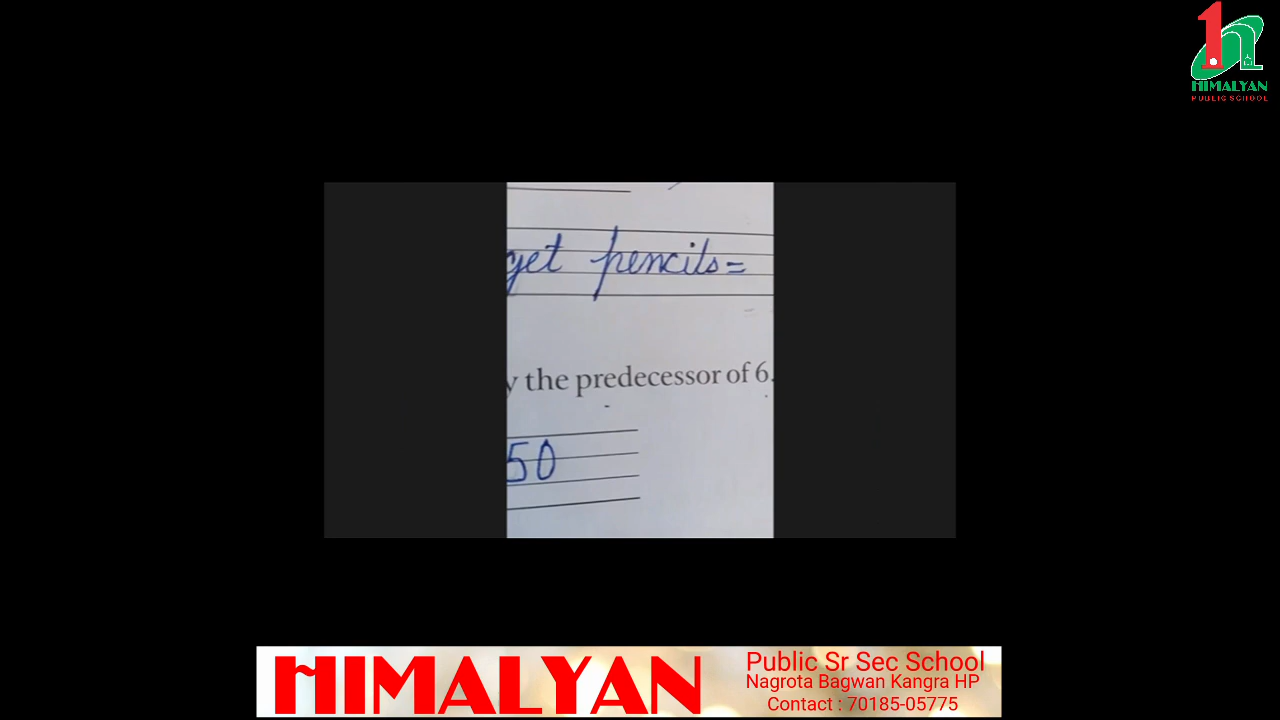 HIMALYAN
PUBLIC SCHOOL
get pencils=
y the predecessor of 6.
50
HIMALYAN
Public Sr Sec School
Nagrota Bagwan Kangra HP
Contact : 70185-05775